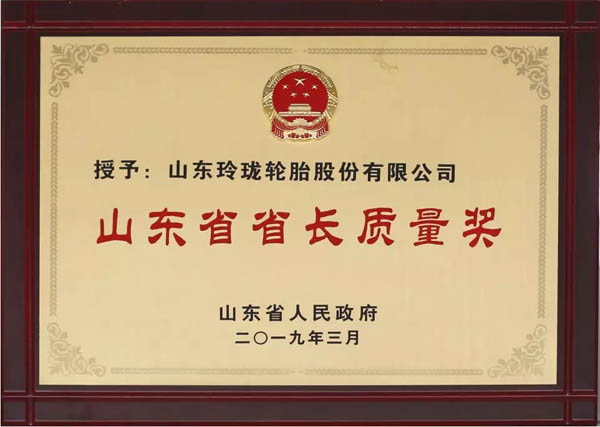 授予：山东玲珑轮胎股份有限公司
山东省省长质量奖
山东省人民政府
二〇一九年三月